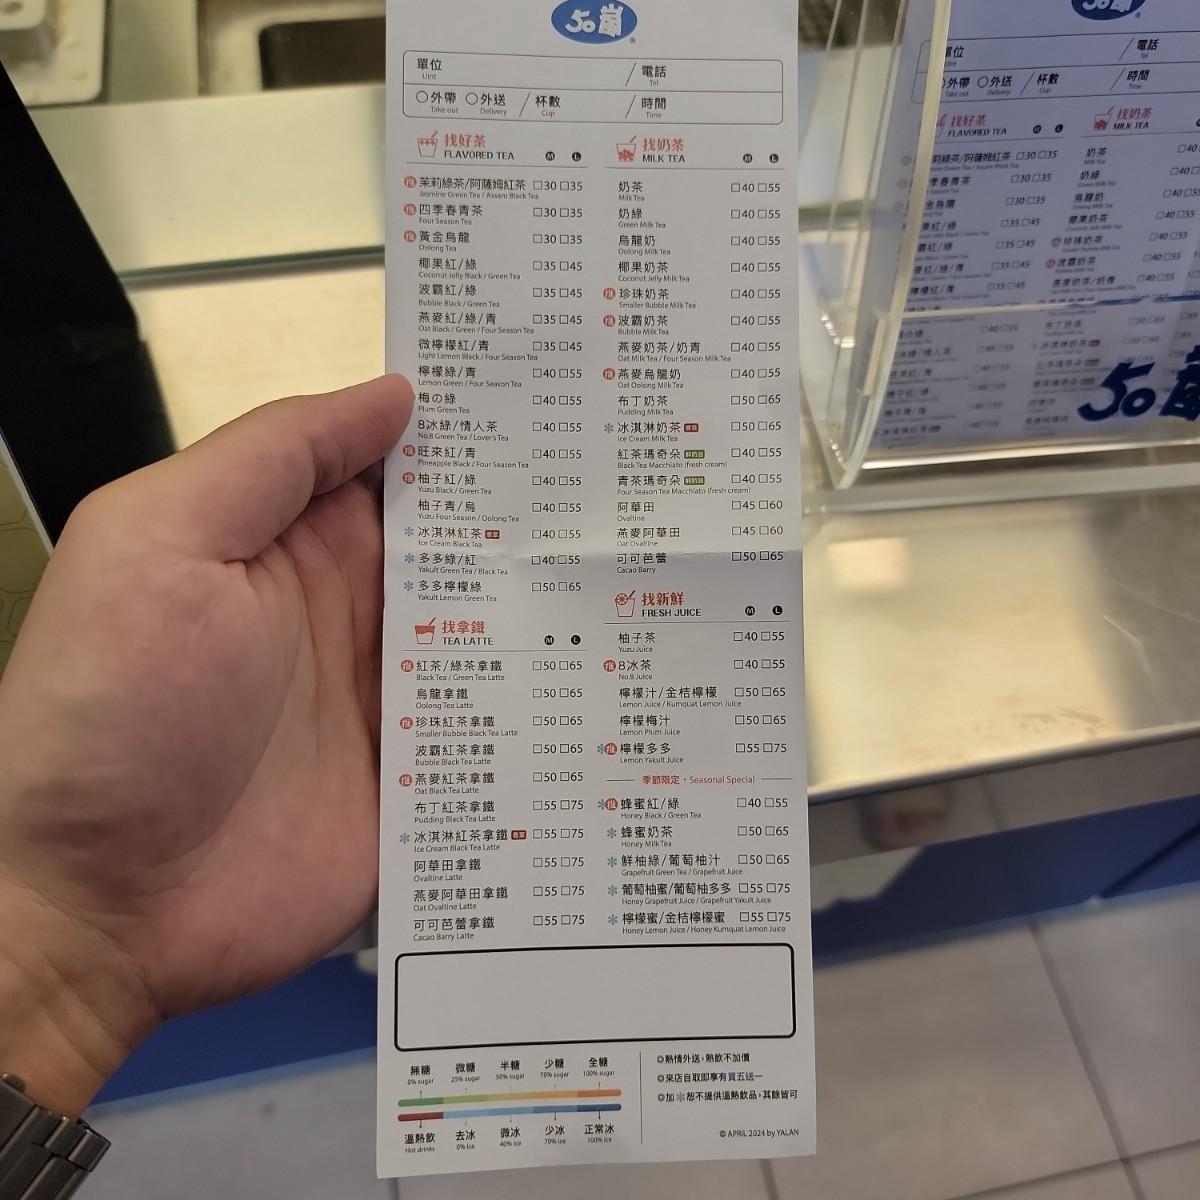 50嵐
單位 / 電話
Uint Tel
○外帶 ○外送 / 杯數 / 時間
Take out Delivery Cup Time
找好茶 M L
FLAVORED TEA
推 茉莉綠茶/阿薩姆紅茶 □30 □35
Jasmine Green Tea / Assam Black Tea
推 四季春青茶 □30 □35
Four Season Tea
推 黃金烏龍 □30 □35
Oolong Tea
椰果紅/綠 □35 □45
Coconut Jelly Black / Green Tea
波霸紅/綠 □35 □45
Bubble Black / Green Tea
燕麥紅/綠/青 □35 □45
Oat Black / Green / Four Season Tea
微檸檬紅/青 □35 □45
Light Lemon Black / Four Season Tea
檸檬綠/青 □40 □55
Lemon Green / Four Season Tea
梅の綠 □40 □55
Plum Green Tea
8冰綠/情人茶 □40 □55
No.8 Green Tea / Lover's Tea
推 旺來紅/青 □40 □55
Pineapple Black / Four Season Tea
推 柚子紅/綠 □40 □55
Yuzu Black / Green Tea
柚子青/烏 □40 □55
Yuzu Four Season / Oolong Tea
✻ 冰淇淋紅茶 □40 □55
Ice Cream Black Tea
✻ 多多綠/紅 □40 □55
Yakult Green Tea / Black Tea
✻ 多多檸檬綠 □50 □65
Yakult Lemon Green Tea
找拿鐵 M L
TEA LATTE
推 紅茶/綠茶拿鐵 □50 □65
Black Tea / Green Tea Latte
烏龍拿鐵 □50 □65
Oolong Tea Latte
推 珍珠紅茶拿鐵 □50 □65
Smaller Bubble Black Tea Latte
波霸紅茶拿鐵 □50 □65
Bubble Black Tea Latte
推 燕麥紅茶拿鐵 □50 □65
Oat Black Tea Latte
布丁紅茶拿鐵 □55 □75
Pudding Black Tea Latte
✻ 冰淇淋紅茶拿鐵 □55 □75
Ice Cream Black Tea Latte
阿華田拿鐵 □55 □75
Ovaltine Latte
燕麥阿華田拿鐵 □55 □75
Oat Ovaltine Latte
可可芭蕾拿鐵 □55 □75
Cacao Barry Latte
找奶茶 M L
MILK TEA
奶茶 □40 □55
Milk Tea
奶綠 □40 □55
Green Milk Tea
烏龍奶 □40 □55
Oolong Milk Tea
椰果奶茶 □40 □55
Coconut Jelly Milk Tea
推 珍珠奶茶 □40 □55
Smaller Bubble Milk Tea
推 波霸奶茶 □40 □55
Bubble Milk Tea
燕麥奶茶/奶青 □40 □55
Oat Milk Tea / Four Season Milk Tea
推 燕麥烏龍奶 □40 □55
Oat Oolong Milk Tea
布丁奶茶 □50 □65
Pudding Milk Tea
✻ 冰淇淋奶茶 □50 □65
Ice Cream Milk Tea
紅茶瑪奇朵 鮮奶油 □40 □55
Black Tea Macchiato (fresh cream)
青茶瑪奇朵 鮮奶油 □40 □55
Four Season Tea Macchiato (fresh cream)
阿華田 □45 □60
Ovaltine
燕麥阿華田 □45 □60
Oat Ovaltine
可可芭蕾 □50 □65
Cacao Barry
找新鮮 M L
FRESH JUICE
柚子茶 □40 □55
Yuzu Juice
推 8冰茶 □40 □55
No.8 Juice
檸檬汁/金桔檸檬 □50 □65
Lemon Juice / Kumquat Lemon Juice
檸檬梅汁 □50 □65
Lemon Plum Juice
✻推 檸檬多多 □55 □75
Lemon Yakult Juice
季節限定・Seasonal Special
✻推 蜂蜜紅/綠 □40 □55
Honey Black / Green Tea
✻ 蜂蜜奶茶 □50 □65
Honey Milk Tea
✻ 鮮柚綠/葡萄柚汁 □50 □65
Grapefruit Green Tea / Grapefruit Juice
✻ 葡萄柚蜜/葡萄柚多多 □55 □75
Honey Grapefruit Juice / Grapefruit Yakult Juice
✻ 檸檬蜜/金桔檸檬蜜 □55 □75
Honey Lemon Juice / Honey Kumquat Lemon Juice
無糖 微糖 半糖 少糖 全糖
0% sugar 25% sugar 50% sugar 70% sugar 100% sugar
溫熱飲 去冰 微冰 少冰 正常冰
Hot drinks 0% ice 40% ice 70% ice 100% ice
◎熱情外送，熱飲不加價
◎來店自取即享有買五送一
◎加✻恕不提供溫熱飲品，其餘皆可
© APRIL 2024 by YALAN